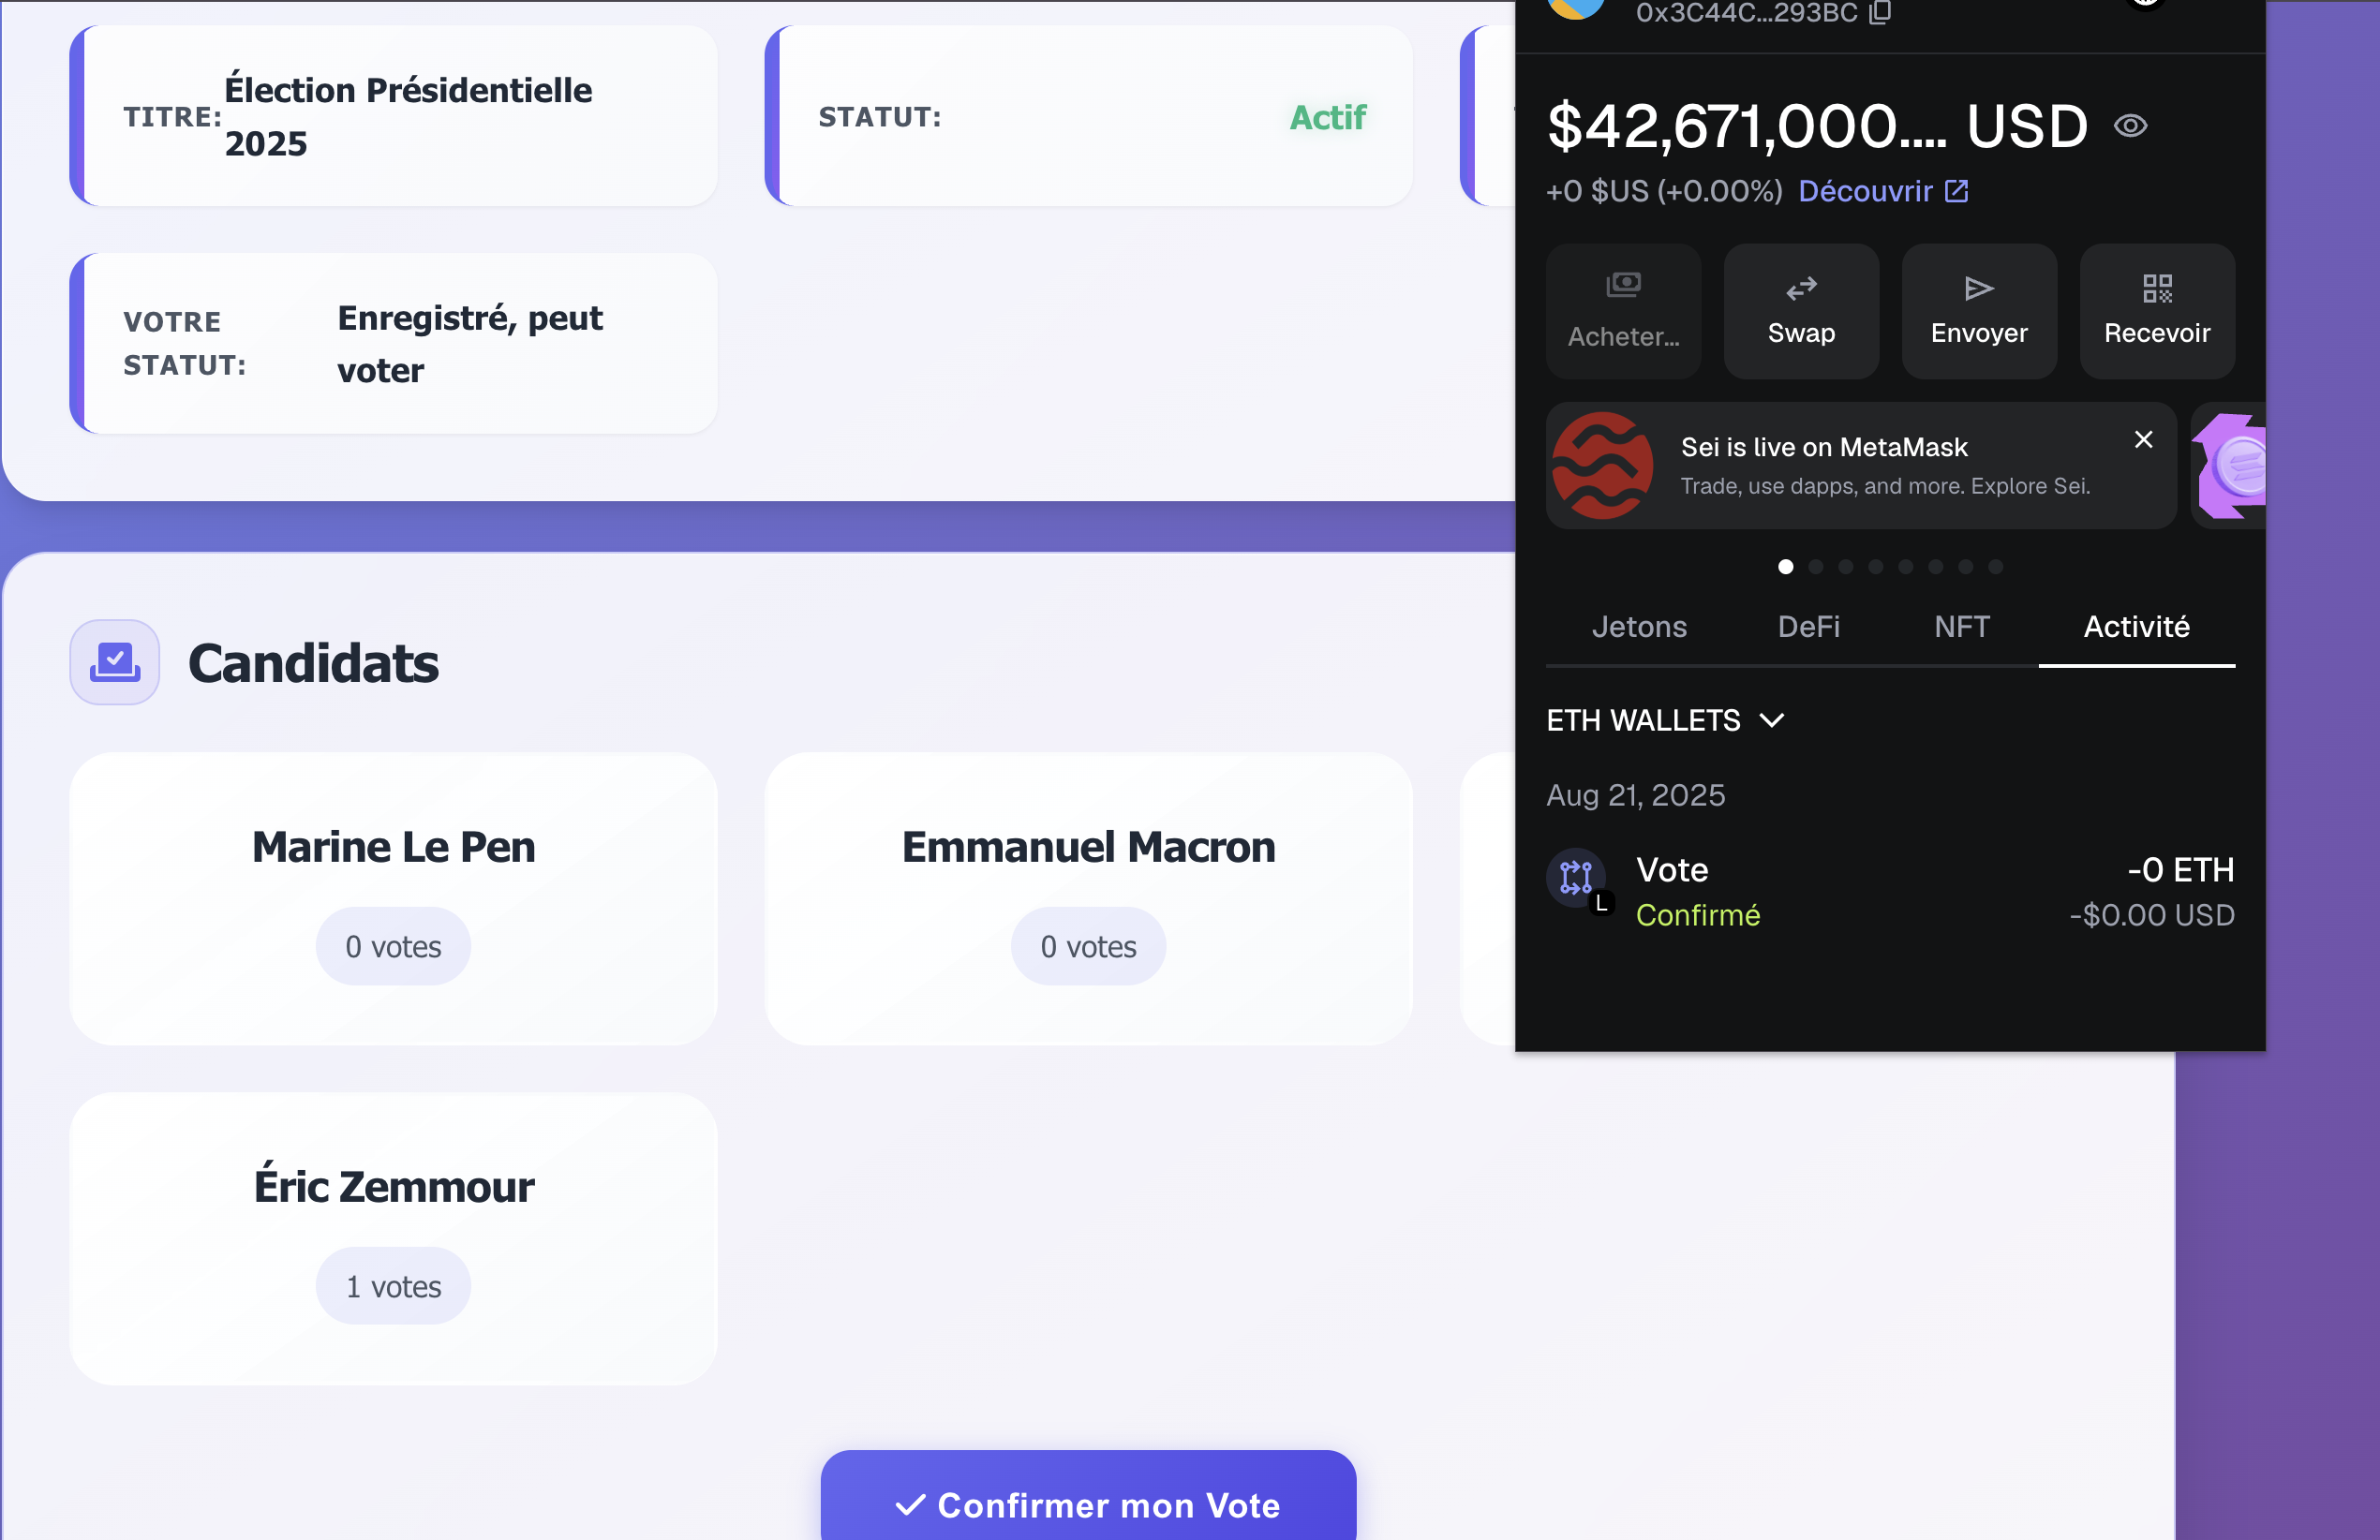 TITRE:
Élection Présidentielle
2025
STATUT:
Actif
VOTRE
STATUT:
Enregistré, peut
voter
Candidats
Marine Le Pen
0 votes
Emmanuel Macron
0 votes
Éric Zemmour
1 votes
Confirmer mon Vote
0x3C44C...293BC
$42,671,000.... USD
+0 $US (+0.00%) Découvrir
Acheter...
Swap
Envoyer
Recevoir
Sei is live on MetaMask
Trade, use dapps, and more. Explore Sei.
Jetons
DeFi
NFT
Activité
ETH WALLETS
Aug 21, 2025
Vote
-0 ETH
L
Confirmé
-$0.00 USD